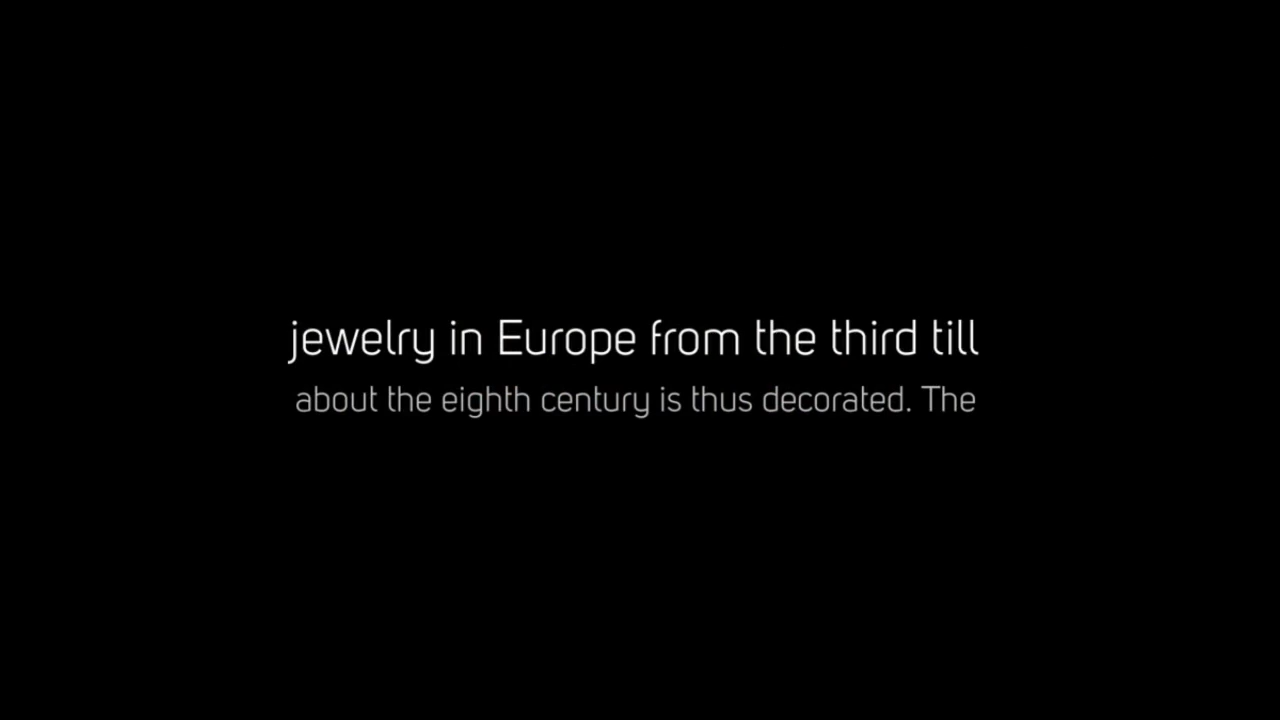 jewelry in Europe from the third till
about the eighth century is thus decorated. The